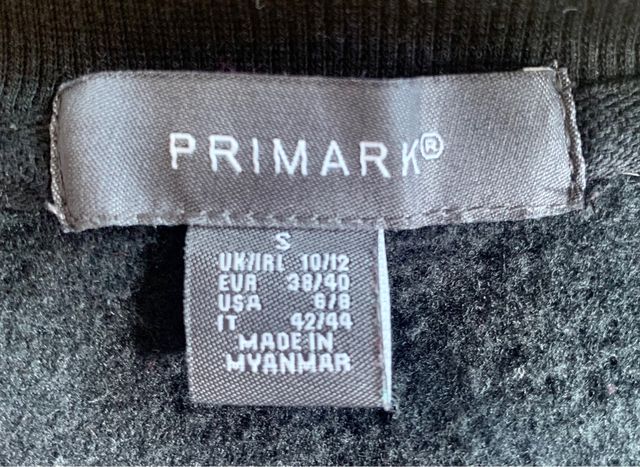 PRIMARK®
S
UK/IRL 10/12
EUR 38/40
USA 6/8
IT 42/44
MADE IN
MYANMAR